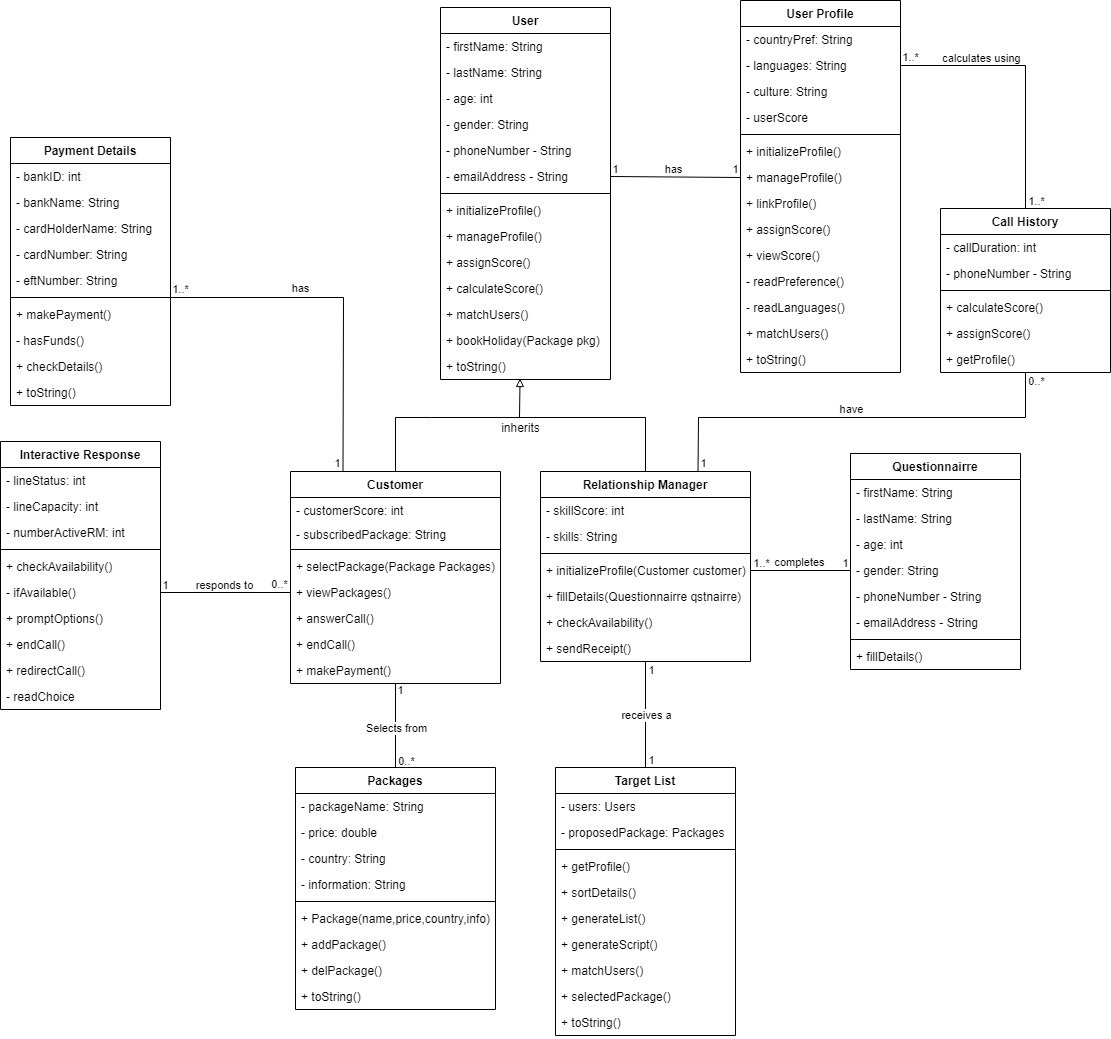 User
- firstName: String
- lastName: String
- age: int
- gender: String
- phoneNumber - String
- emailAddress - String
+ initializeProfile()
+ manageProfile()
+ assignScore()
+ calculateScore()
+ matchUsers()
+ bookHoliday(Package pkg)
+ toString()
1
has
1
User Profile
- countryPref: String
- languages: String
- culture: String
- userScore
+ initializeProfile()
+ manageProfile()
+ linkProfile()
+ assignScore()
+ viewScore()
- readPreference()
- readLanguages()
+ matchUsers()
+ toString()
1..*
calculates using
1..*
Call History
- callDuration: int
- phoneNumber - String
+ calculateScore()
+ assignScore()
+ getProfile()
0..*
have
1
Payment Details
- bankID: int
- bankName: String
- cardHolderName: String
- cardNumber: String
- eftNumber: String
+ makePayment()
- hasFunds()
+ checkDetails()
+ toString()
1..*
has
1
inherits
Interactive Response
- lineStatus: int
- lineCapacity: int
- numberActiveRM: int
+ checkAvailability()
- ifAvailable()
+ promptOptions()
+ endCall()
+ redirectCall()
- readChoice
1
responds to
0..*
Customer
- customerScore: int
- subscribedPackage: String
+ selectPackage(Package Packages)
+ viewPackages()
+ answerCall()
+ endCall()
+ makePayment()
1
Selects from
0..*
Relationship Manager
- skillScore: int
- skills: String
+ initializeProfile(Customer customer)
+ fillDetails(Questionnairre qstnairre)
+ checkAvailability()
+ sendReceipt()
1..*
completes
1
Questionnairre
- firstName: String
- lastName: String
- age: int
- gender: String
- phoneNumber - String
- emailAddress - String
+ fillDetails()
1
receives a
1
Packages
- packageName: String
- price: double
- country: String
- information: String
+ Package(name,price,country,info)
+ addPackage()
+ delPackage()
+ toString()
Target List
- users: Users
- proposedPackage: Packages
+ getProfile()
+ sortDetails()
+ generateList()
+ generateScript()
+ matchUsers()
+ selectedPackage()
+ toString()